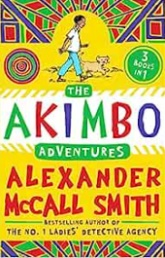 3 BOOKS
IN 1
THE
AKIMBO
ADVENTURES
ALEXANDER
McCALL SMITH
BESTSELLING AUTHOR OF
THE NO. 1 LADIES' DETECTIVE AGENCY